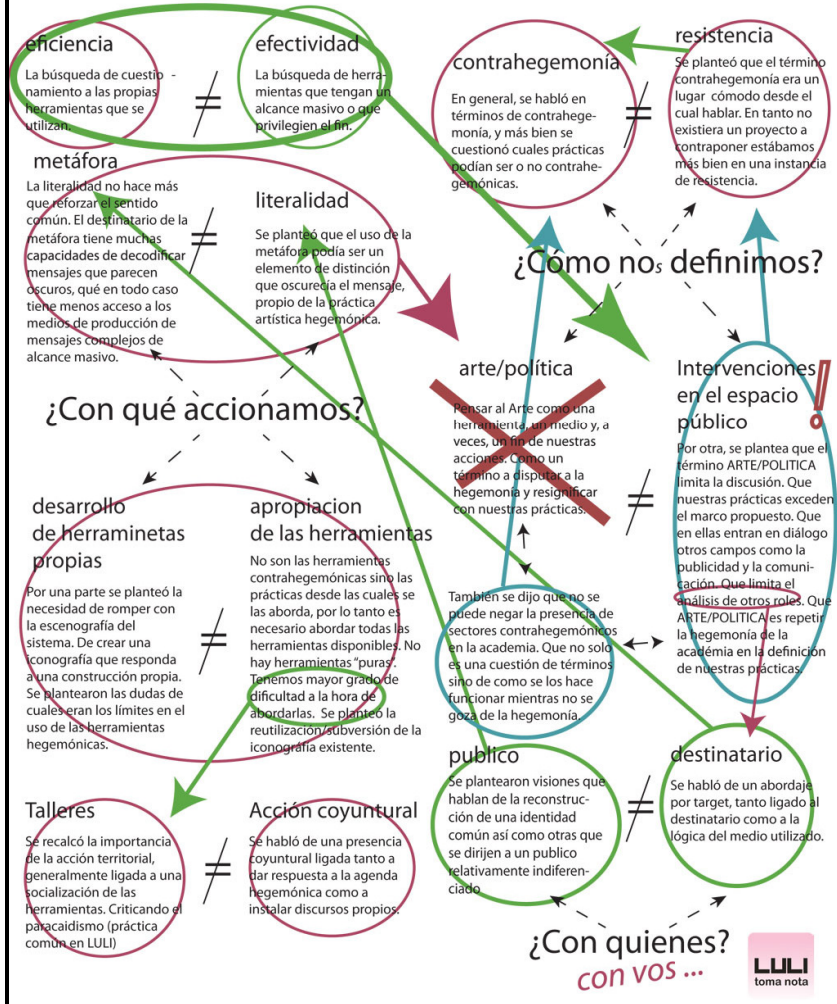 eficiencia
La búsqueda de cuestio -
namiento a las propias
herramientas que se
utilizan.
≠
efectividad
La búsqueda de herra-
mientas que tengan un
alcance masivo o que
privilegien el fin.
metáfora
La literalidad no hace más
que reforzar el sentido
común. El destinatario de la
metáfora tiene muchas
capacidades de decodificar
mensajes que parecen
oscuros, qué en todo caso
tiene menos acceso a los
medios de producción de
mensajes complejos de
alcance masivo.
≠
literalidad
Se planteó que el uso de la
metáfora podía ser un
elemento de distinción
que oscurecía el mensaje,
propio de la práctica
artística hegemónica.
¿Con qué accionamos?
desarrollo
de herraminetas
propias
Por una parte se planteó la
necesidad de romper con
la escenografía del
sistema. De crear una
iconografía que responda
a una construcción propia.
Se plantearon las dudas de
cuales eran los límites en el
uso de las herramientas
hegemónicas.
≠
apropiacion
de las herramientas
No son las herramientas
contrahegemónicas sino las
prácticas desde las cuales se
las aborda, por lo tanto es
necesario abordar todas las
herramientas disponibles. No
hay herramientas "puras".
Tenemos mayor grado de
dificultad a la hora de
abordarlas. Se planteó la
reutilización/subversión de la
iconografía existente.
Talleres
Se recalcó la importancia
de la acción territorial,
generalmente ligada a una
socialización de las
herramientas. Criticando el
paracaidismo (práctica
común en LULI)
≠
Acción coyuntural
Se habló de una presencia
coyuntural ligada tanto a
dar respuesta a la agenda
hegemónica como a
instalar discursos propios.
contrahegemonía
En general, se habló en
términos de contrahege-
monía, y más bien se
cuestionó cuales prácticas
podían ser o no contrahe-
gemónicas.
≠
resistencia
Se planteó que el término
contrahegemonía era un
lugar cómodo desde el
cual hablar. En tanto no
existiera un proyecto a
contraponer estábamos
más bien en una instancia
de resistencia.
¿Cómo nos definimos?
arte/política
Pensar al Arte como una
herramienta, un medio y, a
veces, un fin de nuestras
acciones. Como un
término a disputar a la
hegemonía y resignificar
con nuestras prácticas.
≠
Intervenciones
en el espacio
público
!
Por otra, se plantea que el
término ARTE/POLITICA
limita la discusión. Que
nuestras prácticas exceden
el marco propuesto. Que
en ellas entran en diálogo
otros campos como la
publicidad y la comuni-
cación. Que limita el
análisis de otros roles. Que
ARTE/POLITICA es repetir
la hegemonía de la
académia en la definición
de nuestras prácticas.
También se dijo que no se
puede negar la presencia de
sectores contrahegemónicos
en la academia. Que no solo
es una cuestión de términos
sino de como se los hace
funcionar mientras no se
goza de la hegemonía.
publico
Se plantearon visiones que
hablan de la reconstruc-
ción de una identidad
común así como otras que
se dirijen a un publico
relativamente indiferen-
ciado
≠
destinatario
Se habló de un abordaje
por target, tanto ligado al
destinatario como a la
lógica del medio utilizado.
¿Con quienes?
con vos ...
LULI
toma nota